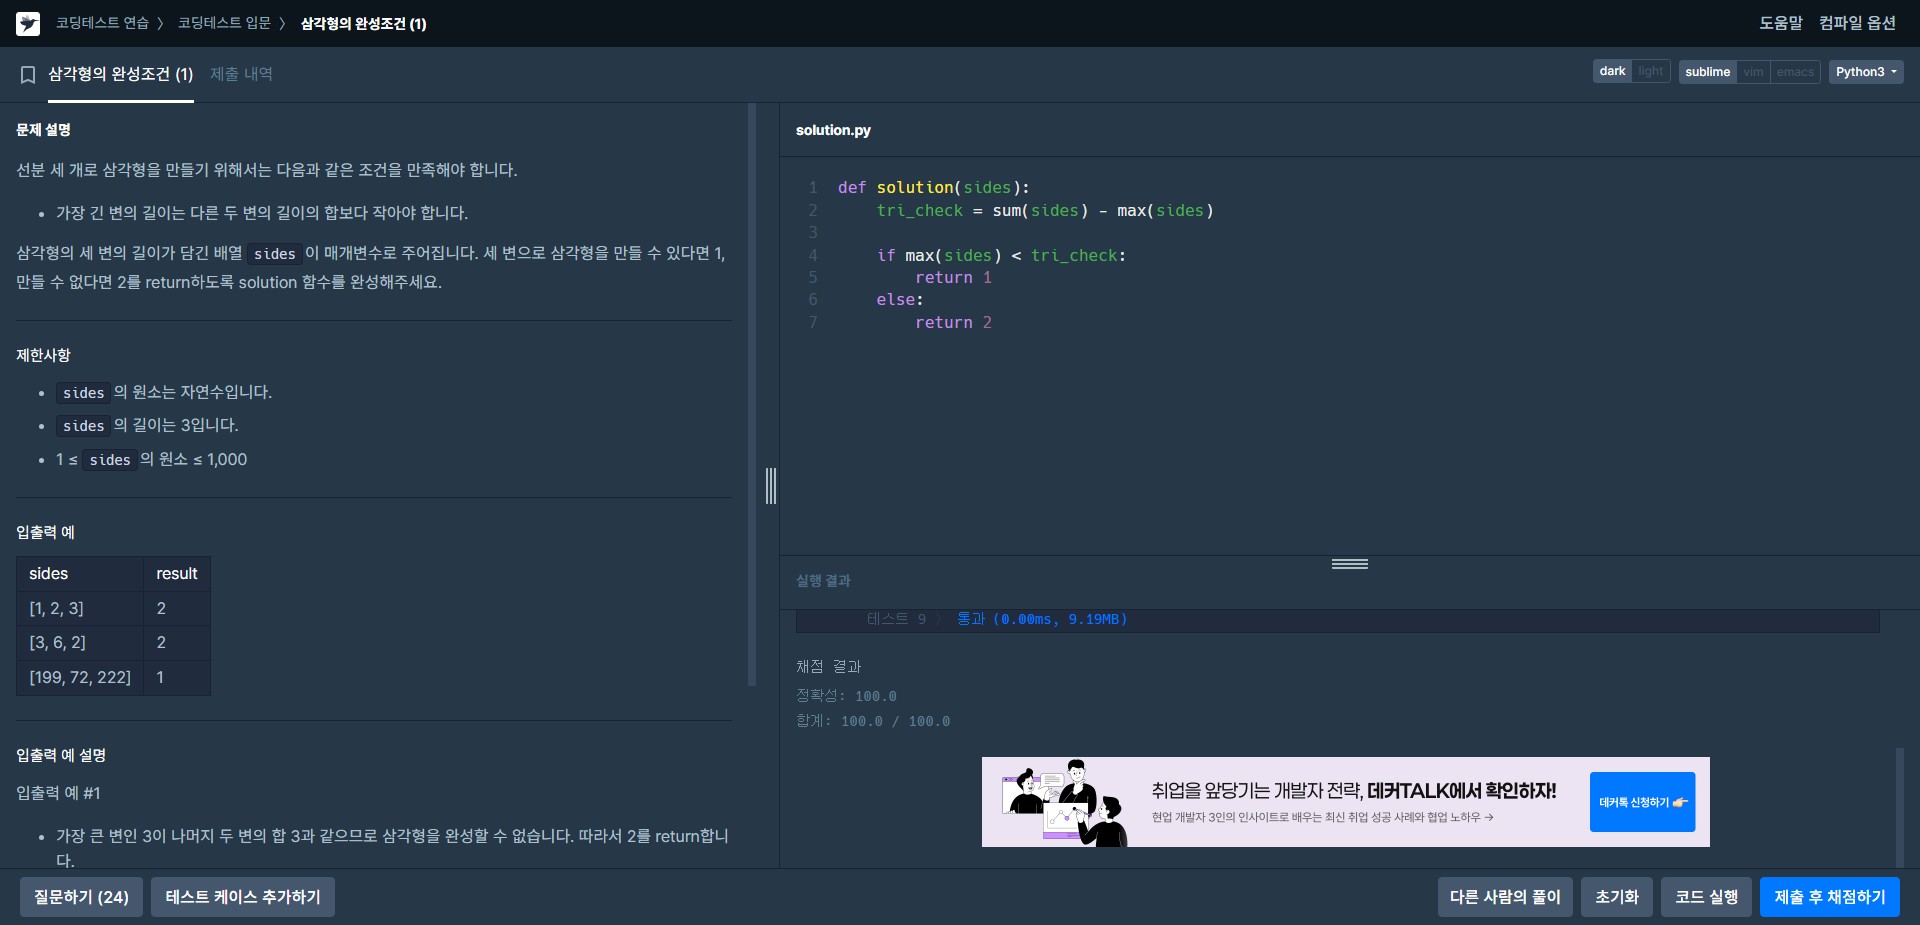 코딩테스트 연습 〉 코딩테스트 입문 〉 삼각형의 완성조건 (1)
도움말 컴파일 옵션
삼각형의 완성조건 (1) 제출 내역
dark light sublime vim emacs Python3
문제 설명
선분 세 개로 삼각형을 만들기 위해서는 다음과 같은 조건을 만족해야 합니다.
• 가장 긴 변의 길이는 다른 두 변의 길이의 합보다 작아야 합니다.
삼각형의 세 변의 길이가 담긴 배열 sides이 매개변수로 주어집니다. 세 변으로 삼각형을 만들 수 있다면 1,
만들 수 없다면 2를 return하도록 solution 함수를 완성해주세요.
제한사항
• sides의 원소는 자연수입니다.
• sides의 길이는 3입니다.
• 1 ≤ sides의 원소 ≤ 1,000
입출력 예
sides result
[1, 2, 3] 2
[3, 6, 2] 2
[199, 72, 222] 1
입출력 예 설명
입출력 예 #1
• 가장 큰 변인 3이 나머지 두 변의 합 3과 같으므로 삼각형을 완성할 수 없습니다. 따라서 2를 return합니
다.
solution.py
1 def solution(sides):
2     tri_check = sum(sides) - max(sides)
3
4     if max(sides) < tri_check:
5         return 1
6     else:
7         return 2
실행 결과
테스트 9 〉 통과 (0.00ms, 9.19MB)
채점 결과
정확성: 100.0
합계: 100.0 / 100.0
취업을 앞당기는 개발자 전략, 데커TALK에서 확인하자!
현업 개발자 3인의 인사이트로 배우는 최신 취업 성공 사례와 협업 노하우 →
데커톡 신청하기 👉
질문하기 (24) 테스트 케이스 추가하기
다른 사람의 풀이 초기화 코드 실행 제출 후 채점하기